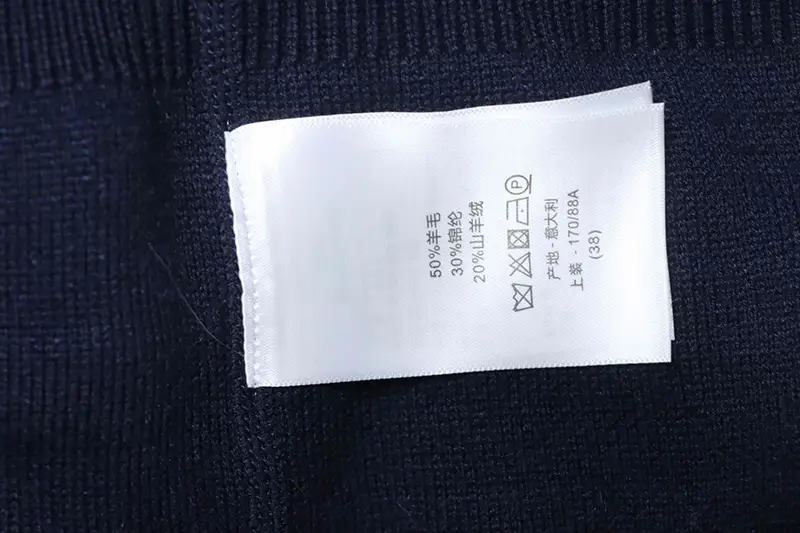 50%羊毛
30%锦纶
20%山羊绒
P
产地 - 意大利
上装 - 170/88A
(38)